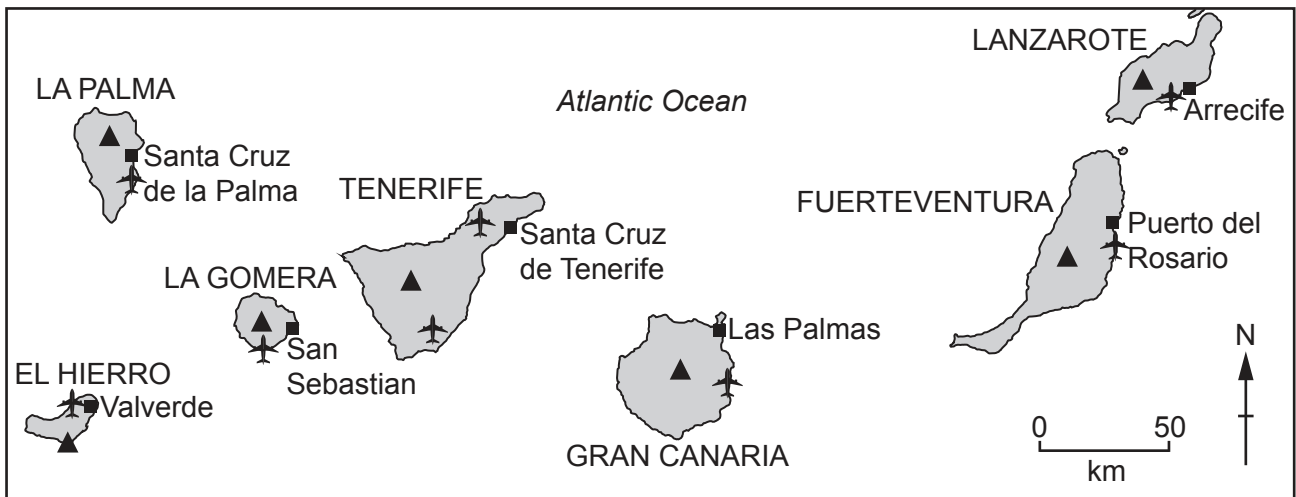 LANZAROTE
Arrecife
LA PALMA
Santa Cruz
de la Palma
Atlantic Ocean
TENERIFE
Santa Cruz
de Tenerife
FUERTEVENTURA
Puerto del
Rosario
LA GOMERA
San
Sebastian
EL HIERRO
Valverde
Las Palmas
GRAN CANARIA
N
0 50
km